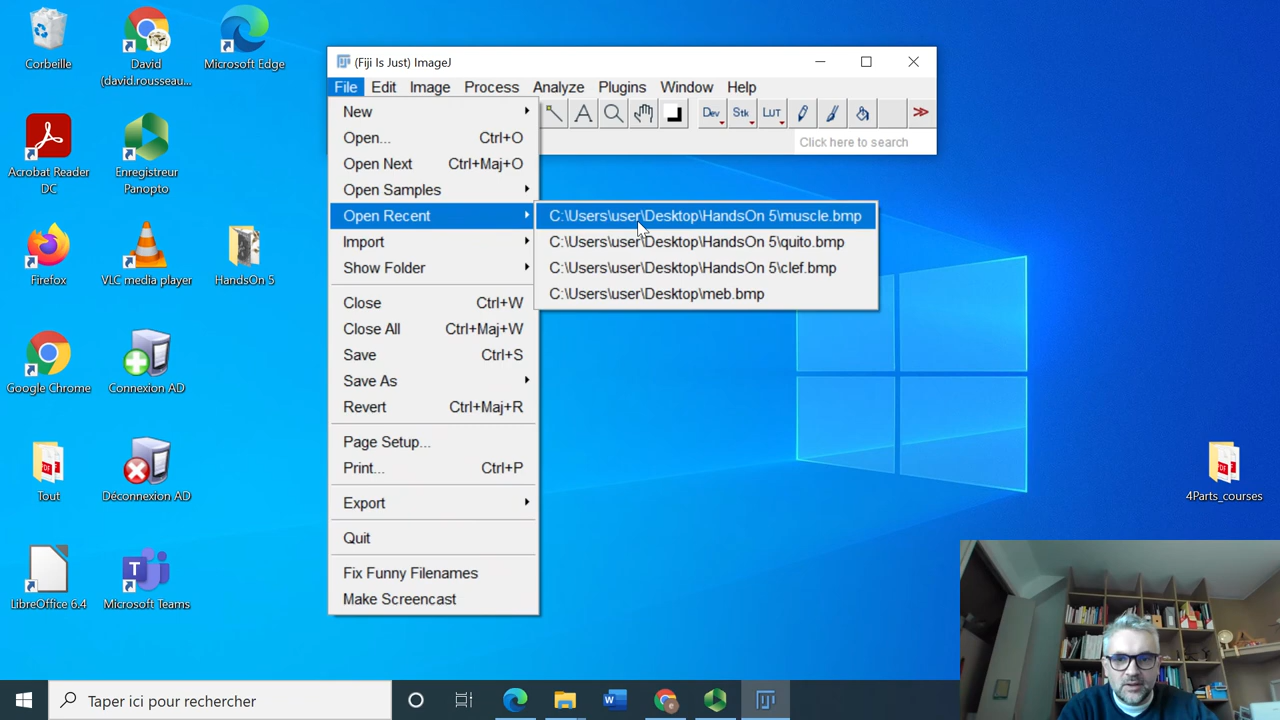 Corbeille
David
(david.rousseau...
Microsoft Edge
Acrobat Reader
DC
Enregistreur
Panopto
Firefox
VLC media player
HandsOn 5
Google Chrome
Connexion AD
Tout
Déconnexion AD
LibreOffice 6.4
Microsoft Teams
4Parts_courses
(Fiji Is Just) ImageJ
File Edit Image Process Analyze Plugins Window Help
Dev Stk LUT
Click here to search
New
Open... Ctrl+O
Open Next Ctrl+Maj+O
Open Samples
Open Recent
Import
Show Folder
Close Ctrl+W
Close All Ctrl+Maj+W
Save Ctrl+S
Save As
Revert Ctrl+Maj+R
Page Setup...
Print... Ctrl+P
Export
Quit
Fix Funny Filenames
Make Screencast
C:\Users\user\Desktop\HandsOn 5\muscle.bmp
C:\Users\user\Desktop\HandsOn 5\quito.bmp
C:\Users\user\Desktop\HandsOn 5\clef.bmp
C:\Users\user\Desktop\meb.bmp
Taper ici pour rechercher